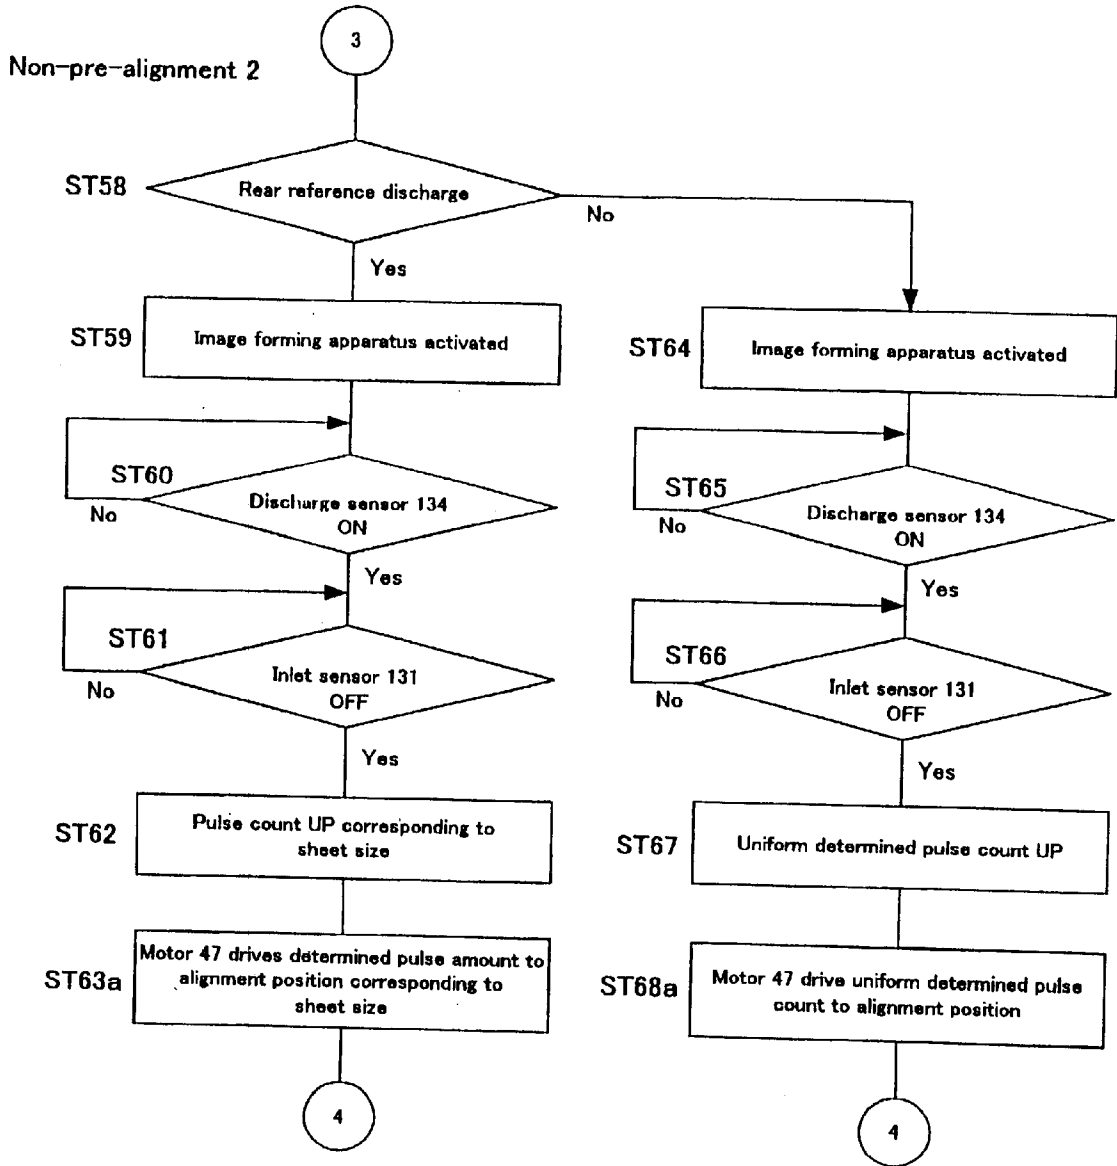 3
Non-pre-alignment 2
ST58
Rear reference discharge
No
Yes
ST59
Image forming apparatus activated
ST60
Discharge sensor 134
ON
No
Yes
ST61
Inlet sensor 131
OFF
No
Yes
ST62
Pulse count UP corresponding to
sheet size
ST63a
Motor 47 drives determined pulse amount to
alignment position corresponding to
sheet size
4
ST64
Image forming apparatus activated
ST65
Discharge sensor 134
ON
No
Yes
ST66
Inlet sensor 131
OFF
No
Yes
ST67
Uniform determined pulse count UP
ST68a
Motor 47 drive uniform determined pulse
count to alignment position
4